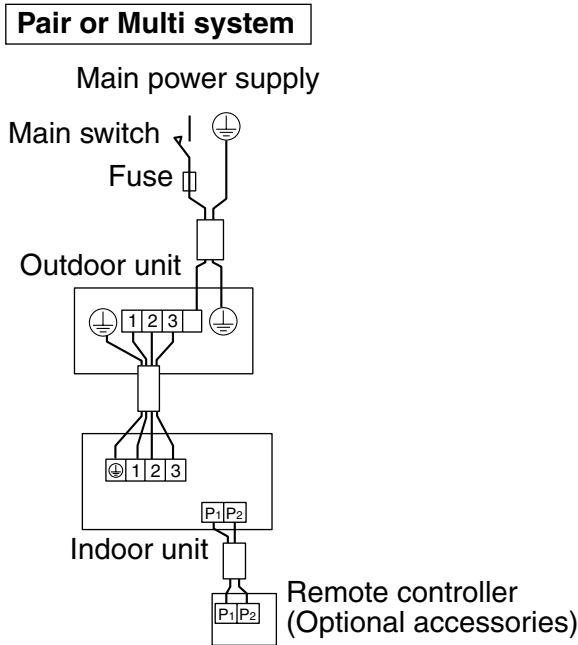 Pair or Multi system
Main power supply
Main switch
Fuse
Outdoor unit
1 2 3
1 2 3
P1 P2
Indoor unit
Remote controller
P1 P2
(Optional accessories)